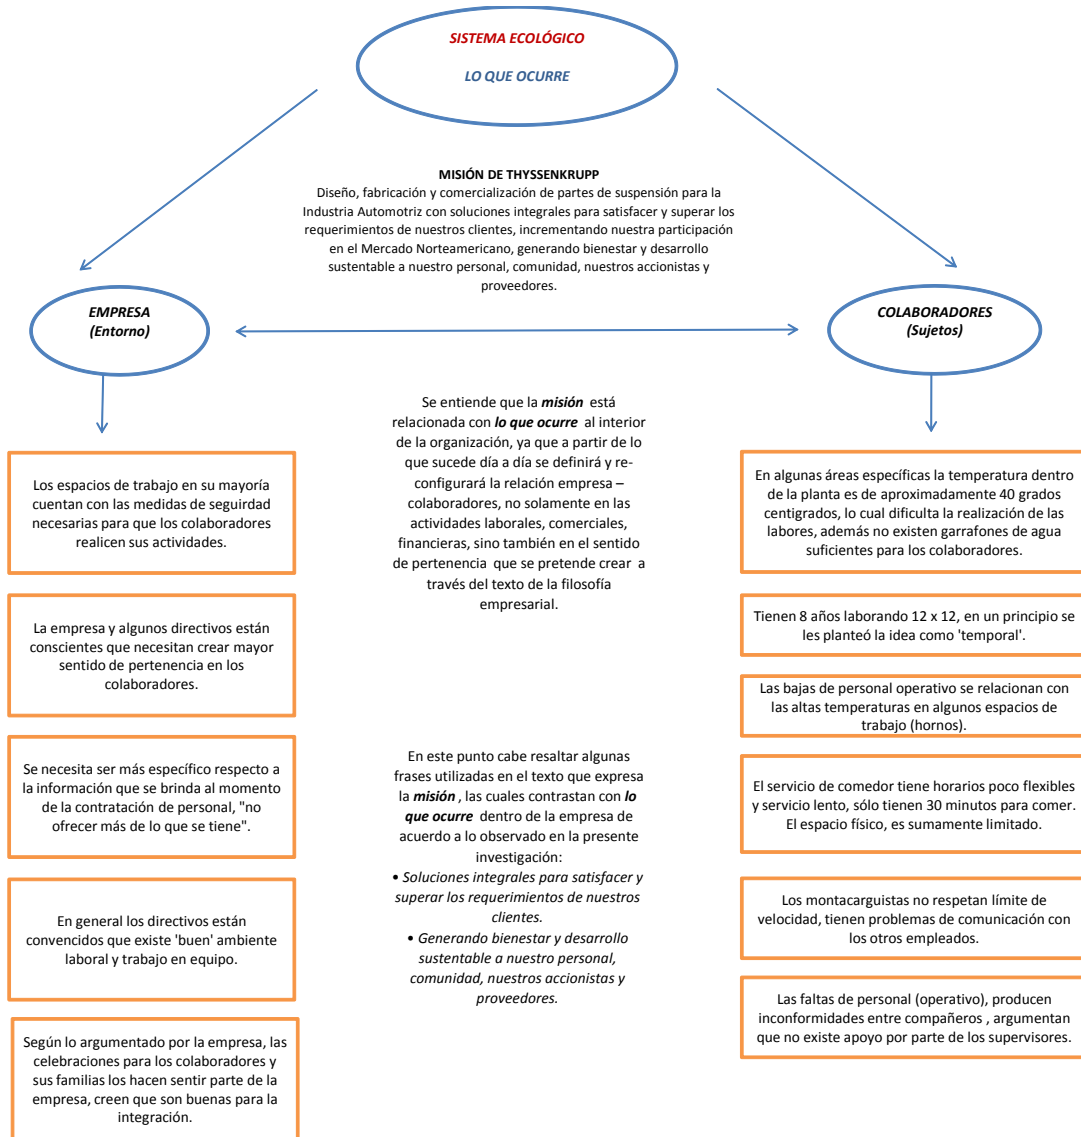 SISTEMA ECOLÓGICO
LO QUE OCURRE
MISIÓN DE THYSSENKRUPP
Diseño, fabricación y comercialización de partes de suspensión para la
Industria Automotriz con soluciones integrales para satisfacer y superar los
requerimientos de nuestros clientes, incrementando nuestra participación
en el Mercado Norteamericano, generando bienestar y desarrollo
sustentable a nuestro personal, comunidad, nuestros accionistas y
proveedores.
EMPRESA
(Entorno)
COLABORADORES
(Sujetos)
Los espacios de trabajo en su mayoría
cuentan con las medidas de seguirdad
necesarias para que los colaboradores
realicen sus actividades.
La empresa y algunos directivos están
conscientes que necesitan crear mayor
sentido de pertenencia en los
colaboradores.
Se necesita ser más específico respecto a
la información que se brinda al momento
de la contratación de personal, "no
ofrecer más de lo que se tiene".
En general los directivos están
convencidos que existe 'buen' ambiente
laboral y trabajo en equipo.
Según lo argumentado por la empresa, las
celebraciones para los colaboradores y
sus familias los hacen sentir parte de la
empresa, creen que son buenas para la
integración.
Se entiende que la misión está
relacionada con lo que ocurre al interior
de la organización, ya que a partir de lo
que sucede día a día se definirá y re-
configurará la relación empresa –
colaboradores, no solamente en las
actividades laborales, comerciales,
financieras, sino también en el sentido
de pertenencia que se pretende crear a
través del texto de la filosofía
empresarial.
En este punto cabe resaltar algunas
frases utilizadas en el texto que expresa
la misión, las cuales contrastan con lo
que ocurre dentro de la empresa de
acuerdo a lo observado en la presente
investigación:
• Soluciones integrales para satisfacer y
superar los requerimientos de nuestros
clientes.
• Generando bienestar y desarrollo
sustentable a nuestro personal,
comunidad, nuestros accionistas y
proveedores.
En algunas áreas específicas la temperatura dentro
de la planta es de aproximadamente 40 grados
centigrados, lo cual dificulta la realización de las
labores, además no existen garrafones de agua
suficientes para los colaboradores.
Tienen 8 años laborando 12 x 12, en un principio se
les planteó la idea como 'temporal'.
Las bajas de personal operativo se relacionan con
las altas temperaturas en algunos espacios de
trabajo (hornos).
El servicio de comedor tiene horarios poco flexibles
y servicio lento, sólo tienen 30 minutos para comer.
El espacio físico, es sumamente limitado.
Los montacarguistas no respetan límite de
velocidad, tienen problemas de comunicación con
los otros empleados.
Las faltas de personal (operativo), producen
inconformidades entre compañeros , argumentan
que no existe apoyo por parte de los supervisores.